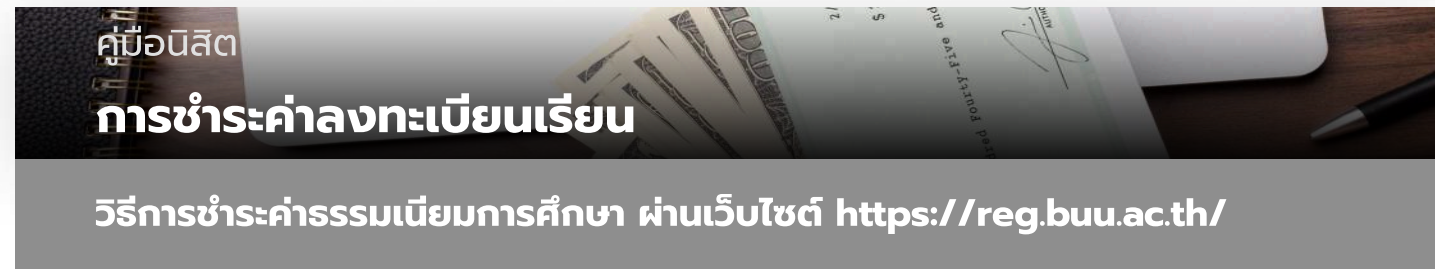 คู่มือนิสิต
การชำระค่าลงทะเบียนเรียน
วิธีการชำระค่าธรรมเนียมการศึกษา ผ่านเว็บไซต์ https://reg.buu.ac.th/